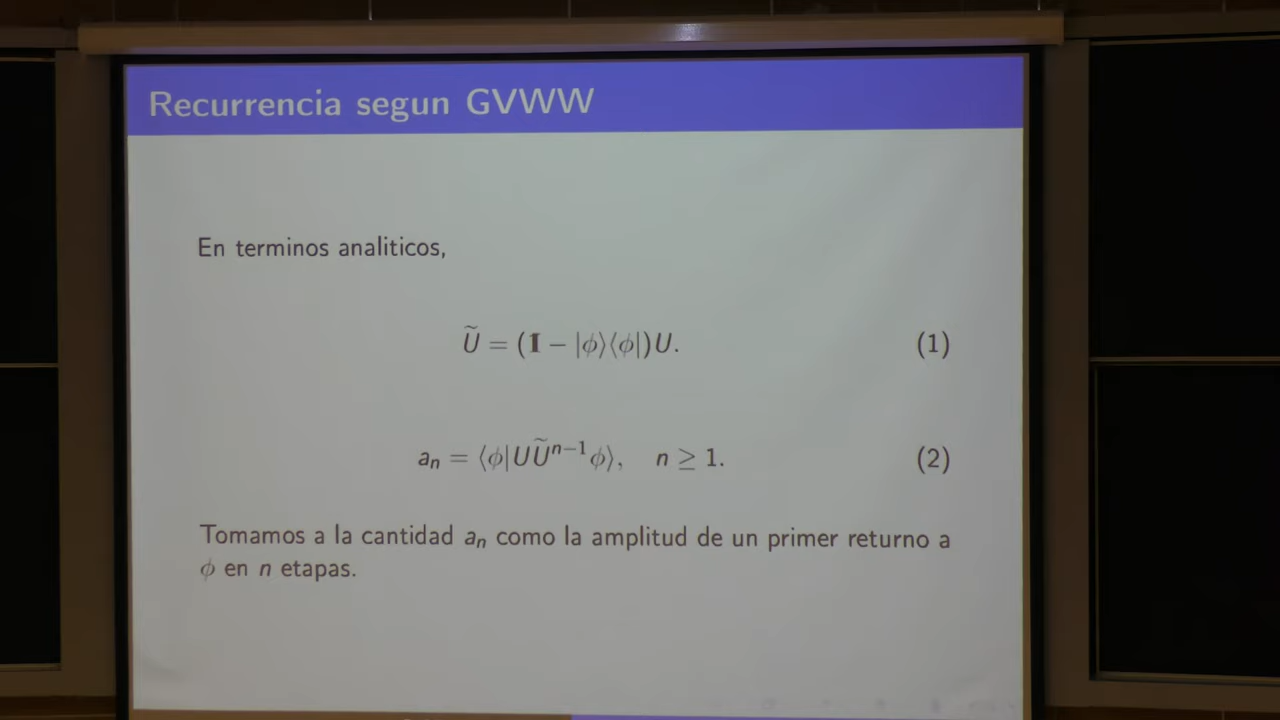 Recurrencia segun GVWW
En terminos analiticos,
Ũ = (𝟏 − |ϕ⟩⟨ϕ|)U. (1)
aₙ = ⟨ϕ|UŨⁿ⁻¹ϕ⟩, n ≥ 1. (2)
Tomamos a la cantidad aₙ como la amplitud de un primer returno a
ϕ en n etapas.